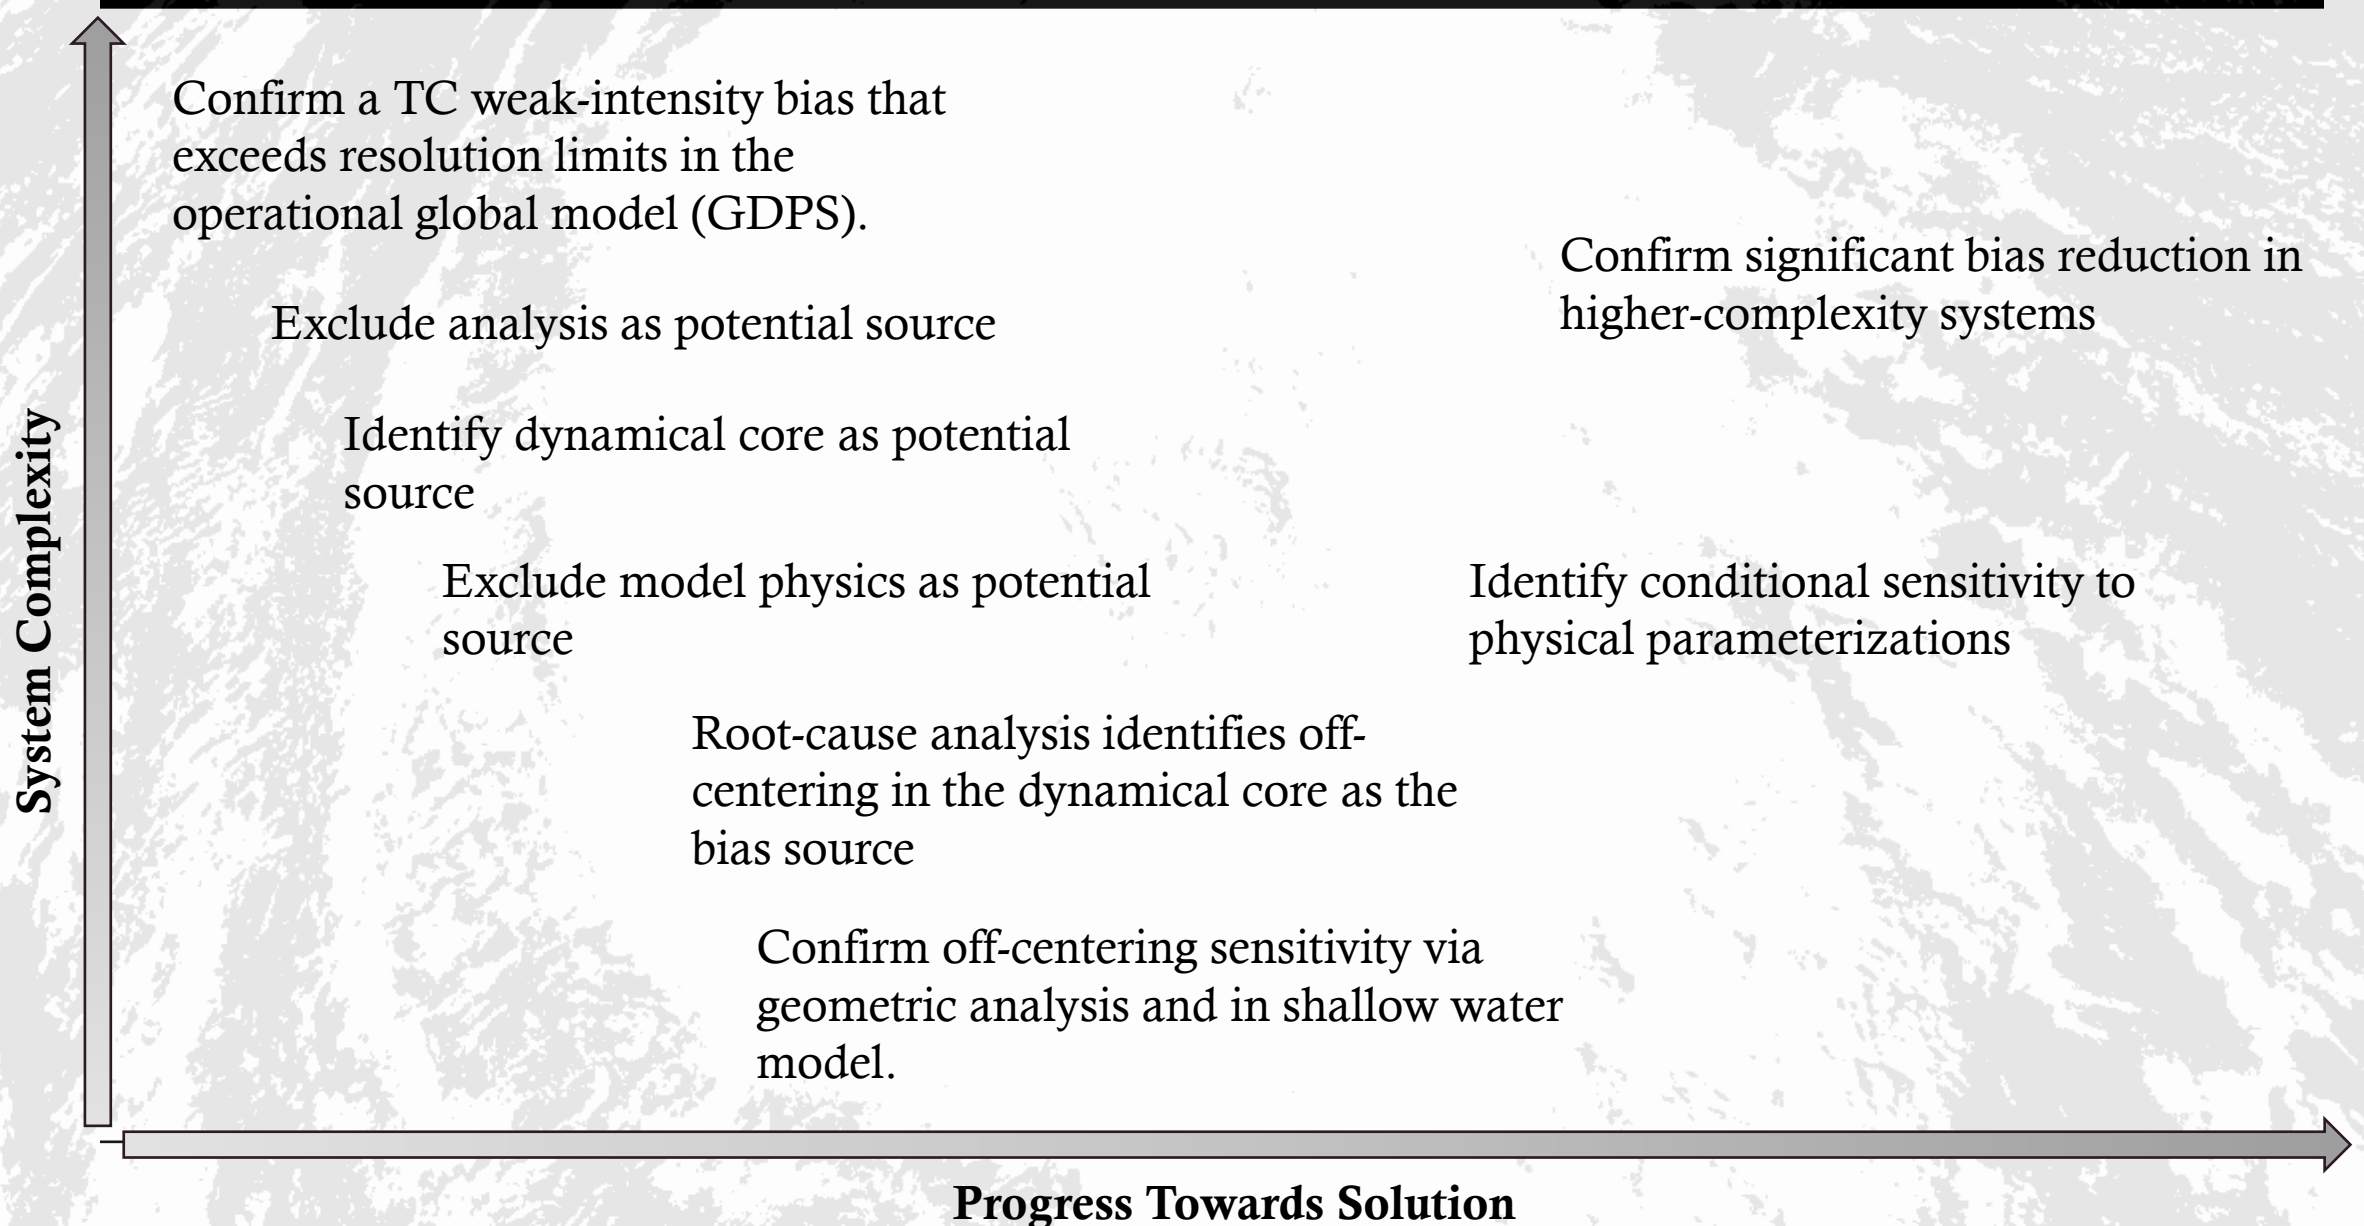 Confirm a TC weak-intensity bias that
exceeds resolution limits in the
operational global model (GDPS).
Exclude analysis as potential source
Identify dynamical core as potential
source
Exclude model physics as potential
source
Root-cause analysis identifies off-
centering in the dynamical core as the
bias source
Confirm off-centering sensitivity via
geometric analysis and in shallow water
model.
Identify conditional sensitivity to
physical parameterizations
Confirm significant bias reduction in
higher-complexity systems
System Complexity
Progress Towards Solution